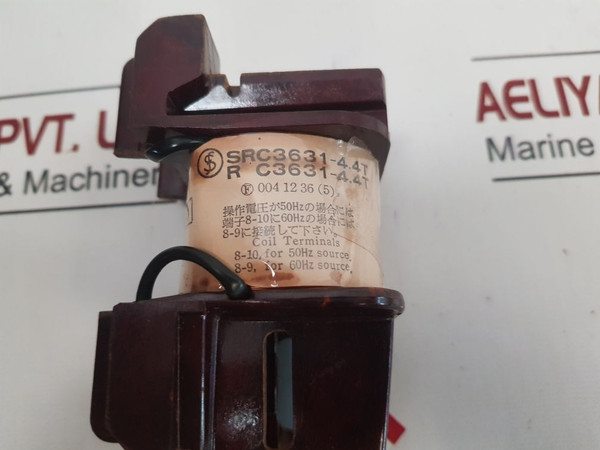 PVT. L
& Machiner
AELIYA
Marine
SRC3631-4.4T
R C3631-4.4T
004 12 36 (5)
操作電圧が50Hzの場合には
端子8-10に60Hzの場合には
8-9に接続して下さい。
Coil Terminals
8-10, for 50Hz source.
8-9, for 60Hz source.